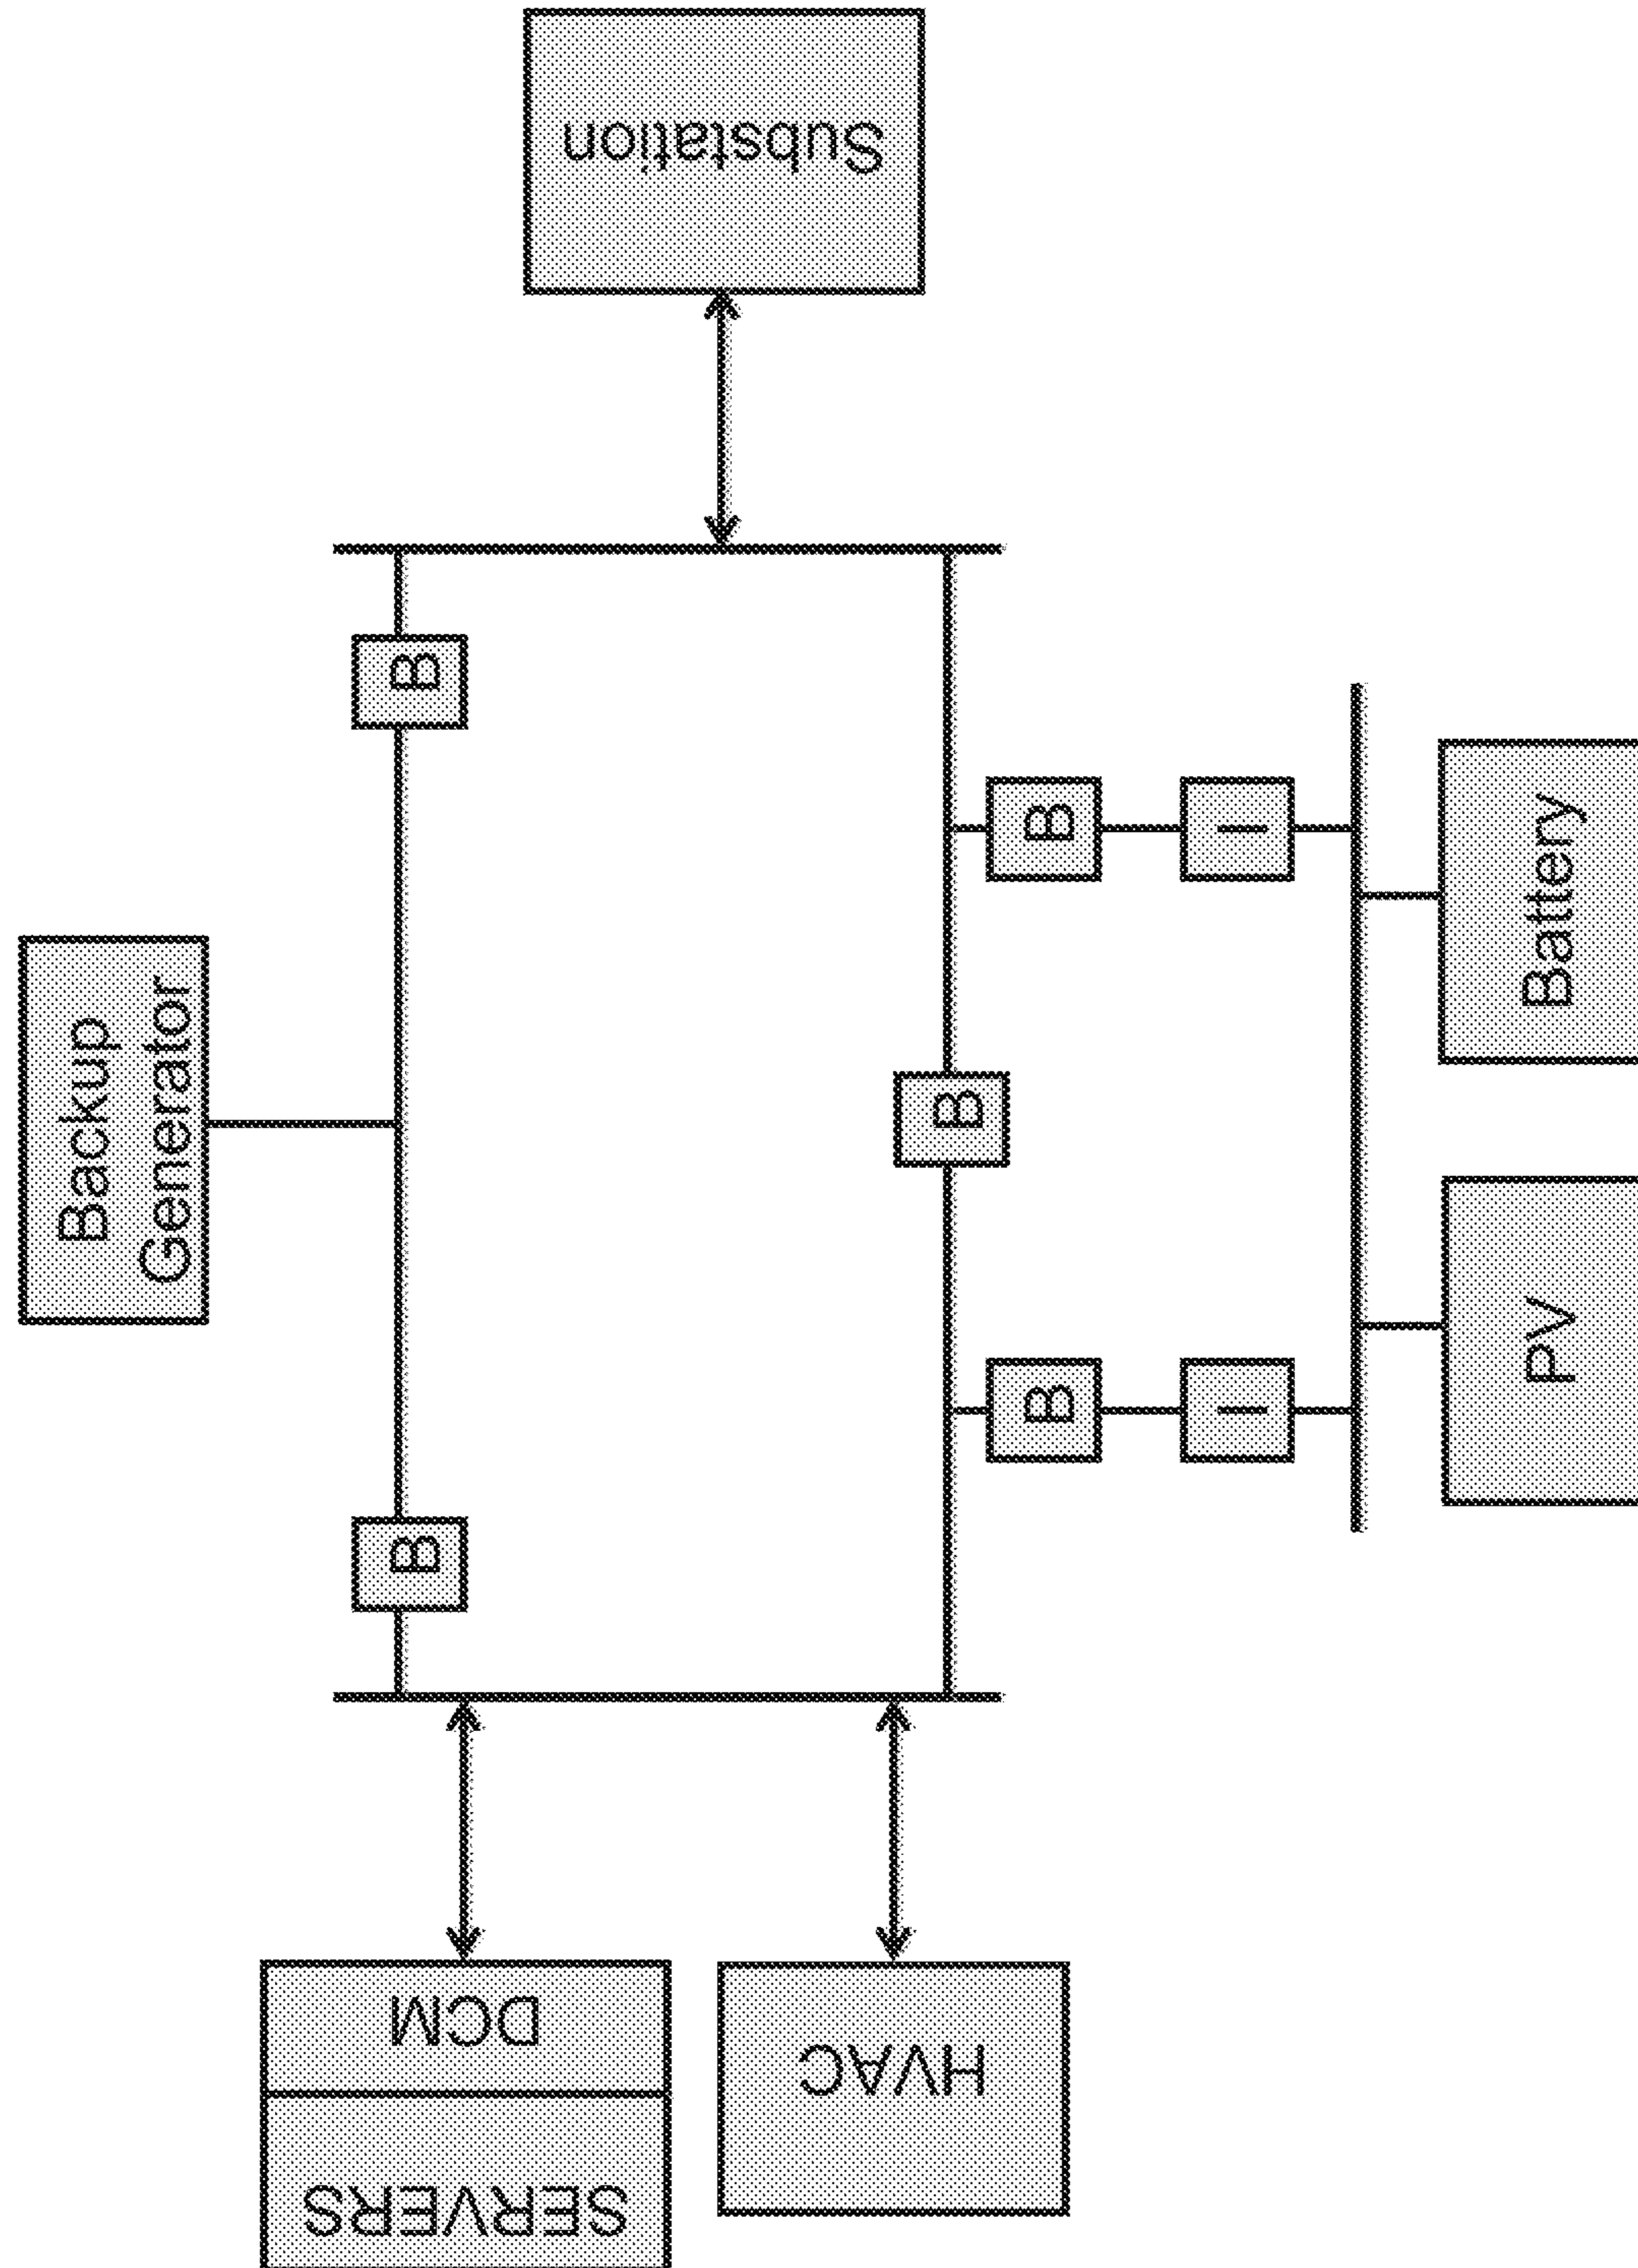 Substation
B
B
I
Battery
Backup
Generator
B
B
I
PV
B
DCM
SERVERS
HVAC